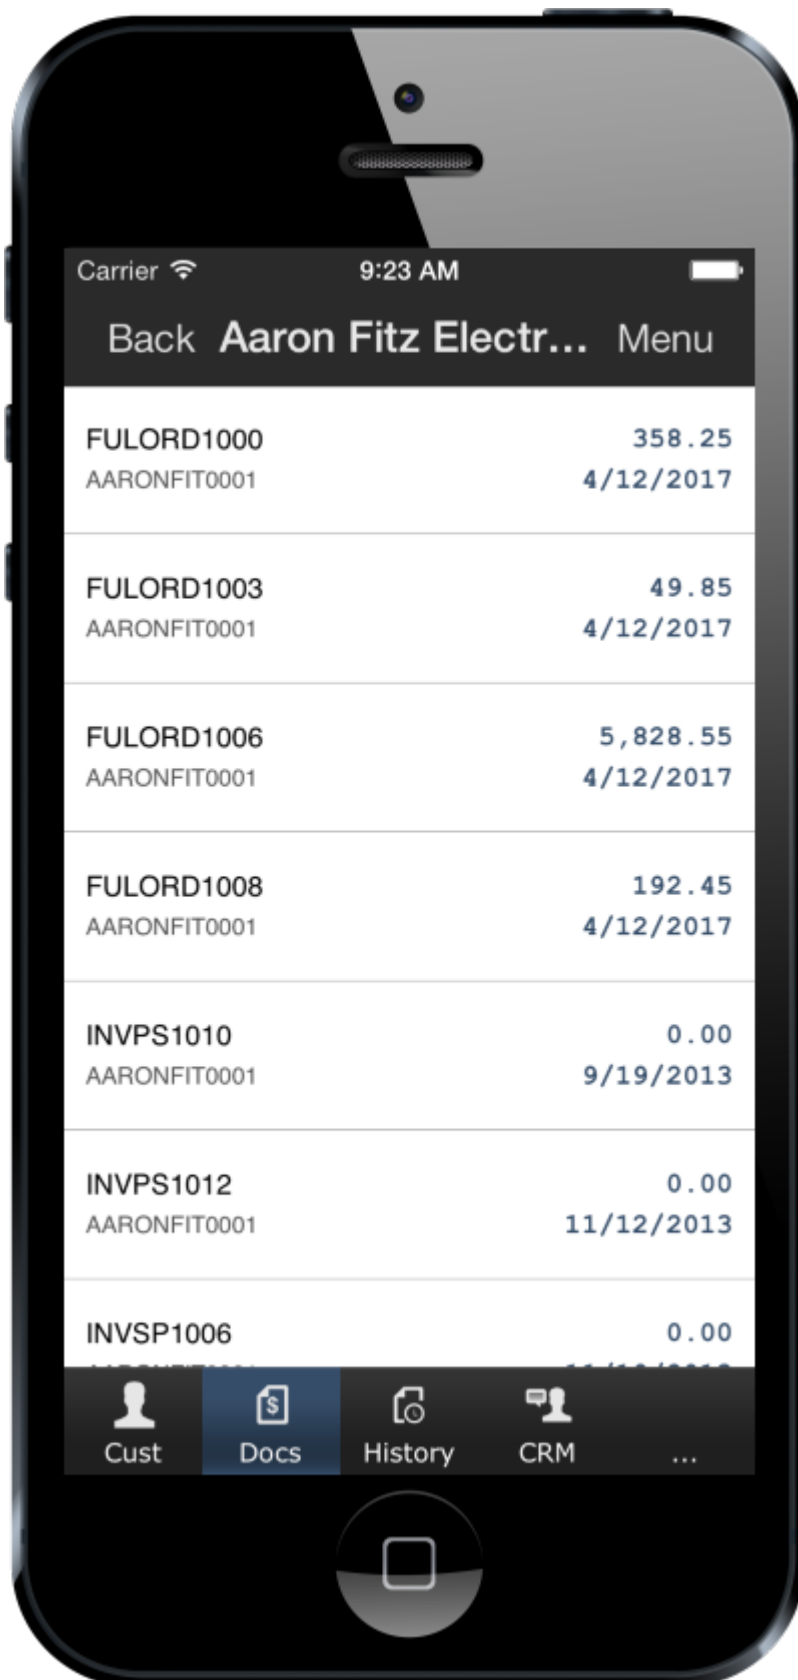 Carrier 9:23 AM
Back Aaron Fitz Electr... Menu
FULORD1000 358.25
AARONFIT0001 4/12/2017
FULORD1003 49.85
AARONFIT0001 4/12/2017
FULORD1006 5,828.55
AARONFIT0001 4/12/2017
FULORD1008 192.45
AARONFIT0001 4/12/2017
INVPS1010 0.00
AARONFIT0001 9/19/2013
INVPS1012 0.00
AARONFIT0001 11/12/2013
INVSP1006 0.00
Cust Docs History CRM ...